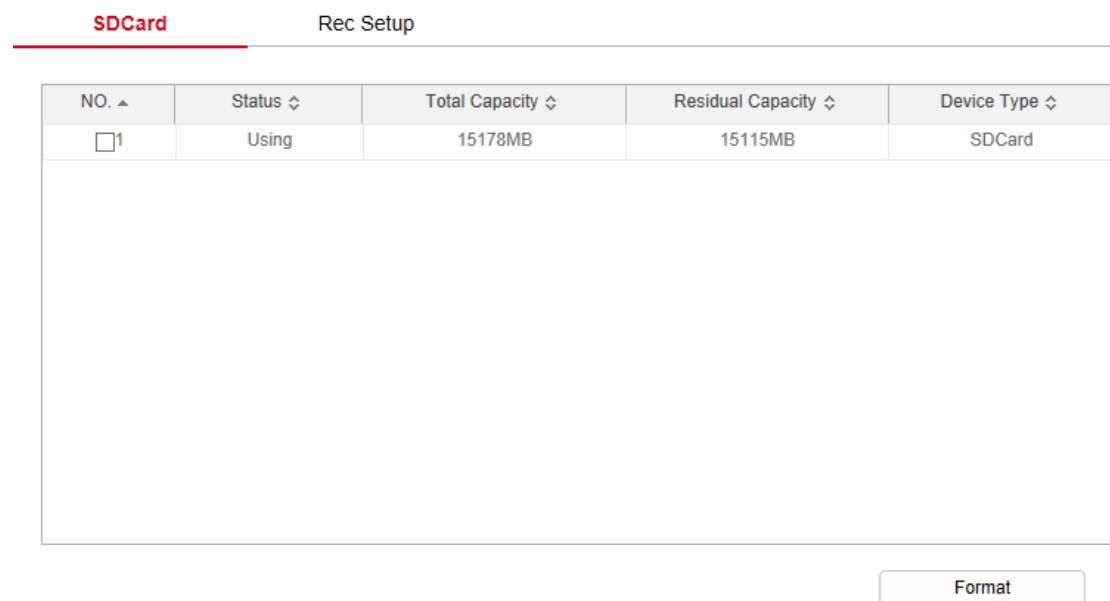 SDCard Rec Setup
NO. Status Total Capacity Residual Capacity Device Type
1 Using 15178MB 15115MB SDCard
Format